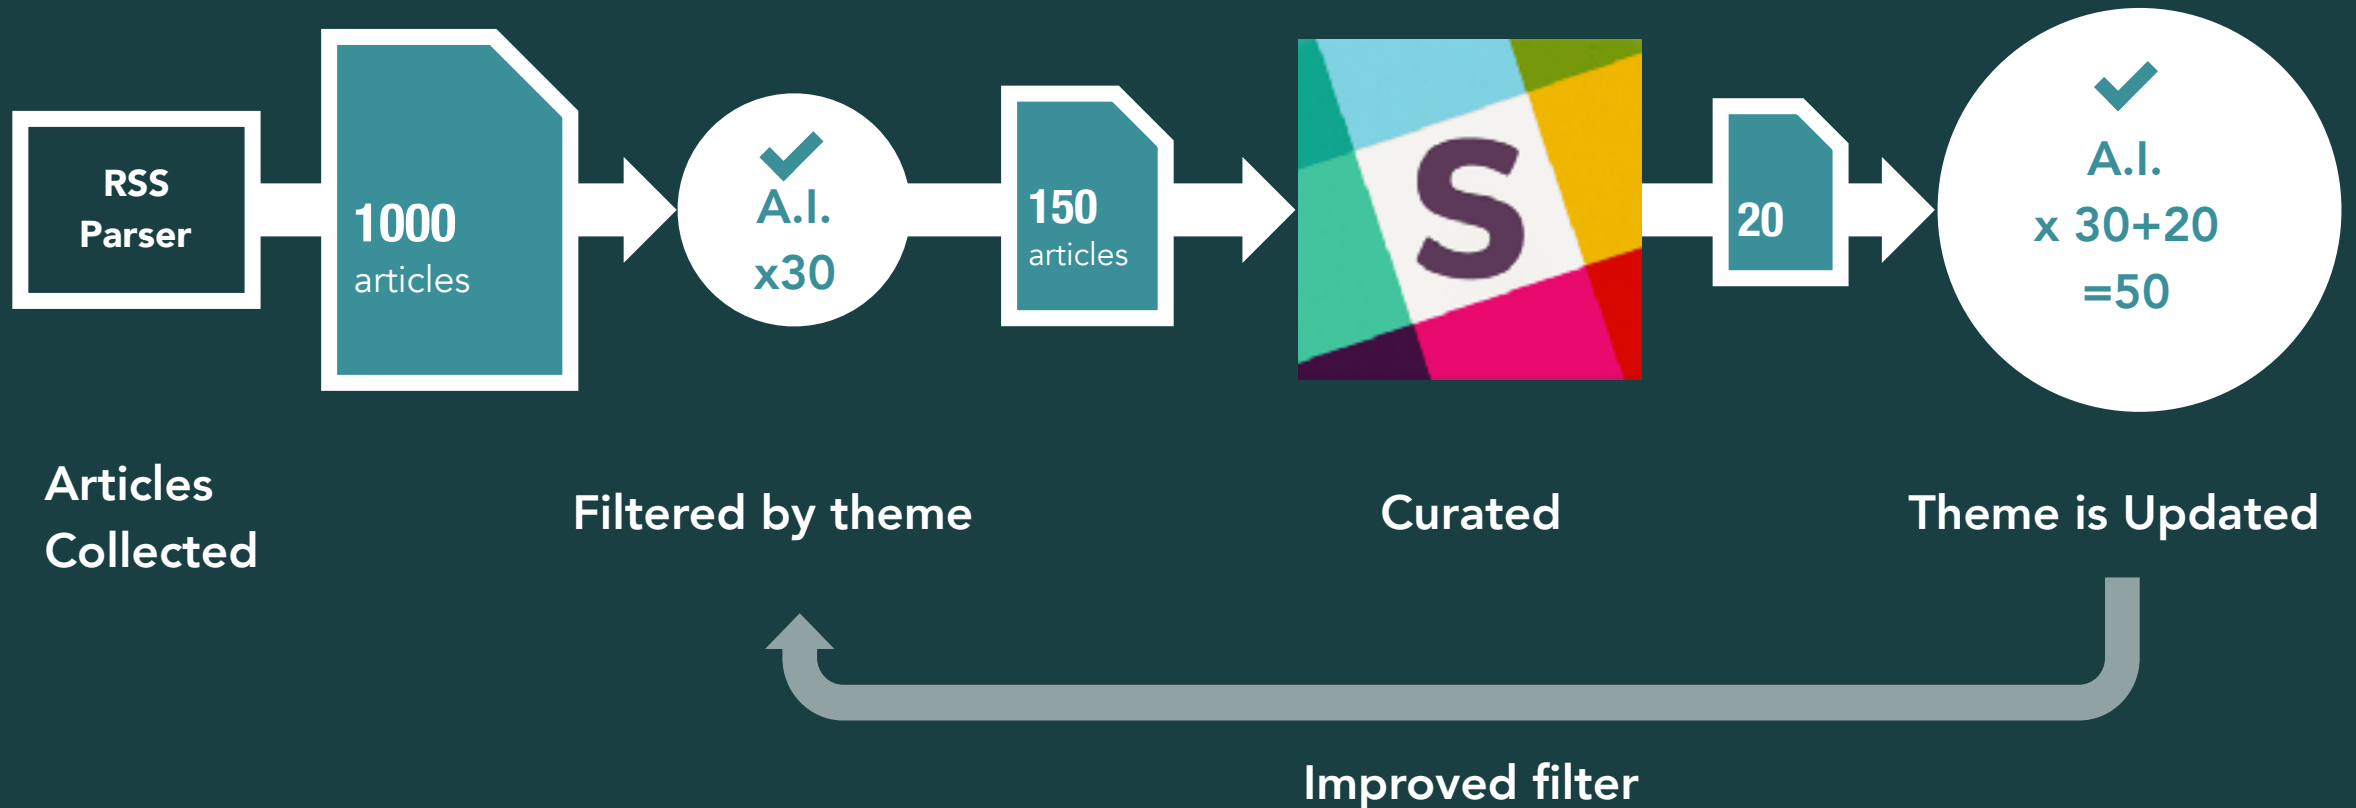 RSS
Parser
1000
articles
A.I.
x30
150
articles
S
20
A.I.
x 30+20
=50
Articles
Collected
Filtered by theme
Curated
Theme is Updated
Improved filter